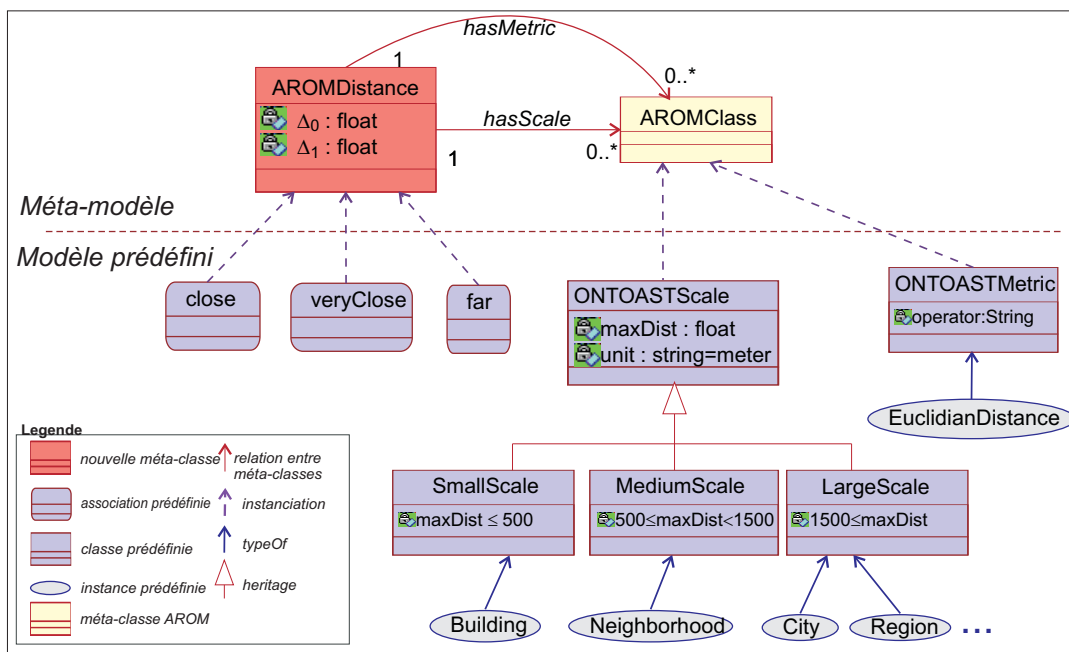 hasMetric
1
0..*
AROMDistance
Δ0 : float
Δ1 : float
hasScale
1
0..*
AROMClass
Méta-modèle
Modèle prédéfini
close
veryClose
far
ONTOASTScale
maxDist : float
unit : string=meter
ONTOASTMetric
operator:String
EuclidianDistance
SmallScale
maxDist ≤ 500
MediumScale
500≤maxDist<1500
LargeScale
1500≤maxDist
Building
Neighborhood
City
Region
...
Legende
nouvelle méta-classe
relation entre
méta-classes
association prédéfinie
instanciation
classe prédéfinie
typeOf
instance prédéfinie
heritage
méta-classe AROM